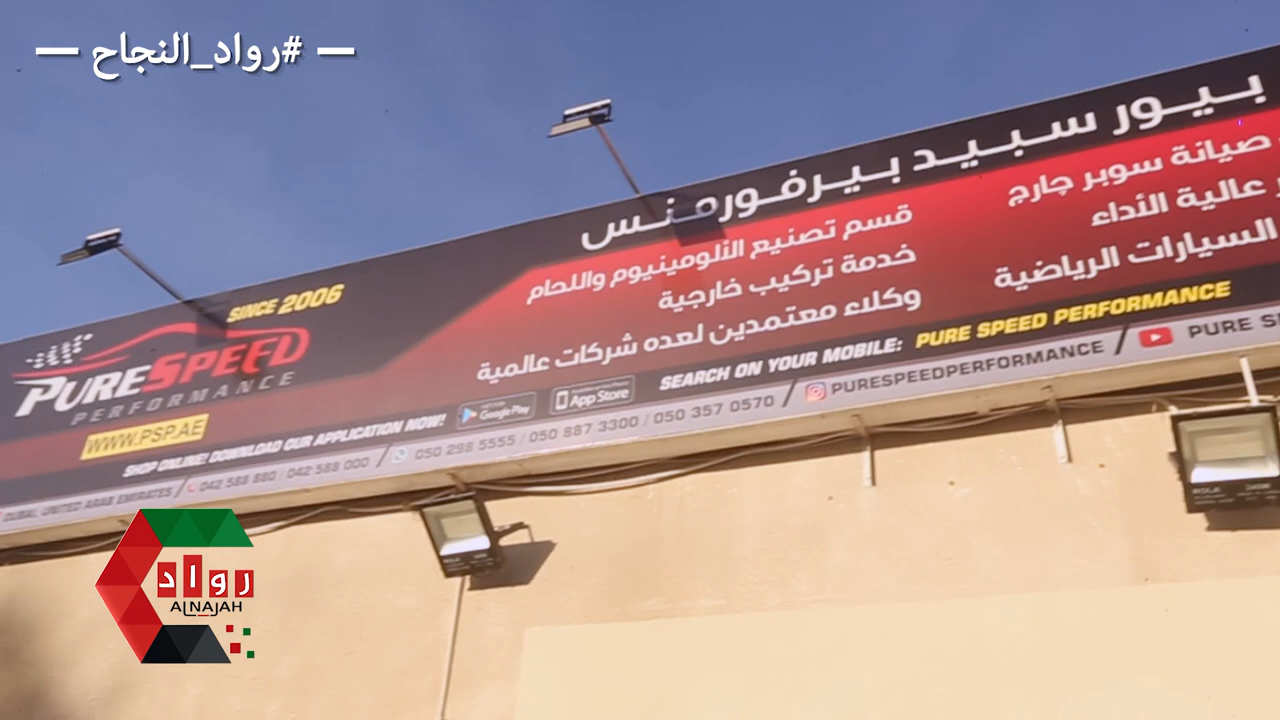 #رواد_النجاح
بيور سبيد بيرفورمنس
صيانة سوبر چارج
عالية الأداء
السيارات الرياضية
قسم تصنيع الألومينيوم واللحام
خدمة تركيب خارجية
وكلاء معتمدين لعده شركات عالمية
SINCE 2006
PURESPEED
PERFORMANCE
WWW.PSP.AE
SHOP ONLINE! DOWNLOAD OUR APPLICATION NOW!
Google Play
App Store
SEARCH ON YOUR MOBILE: PURE SPEED PERFORMANCE
DUBAI, UNITED ARAB EMIRATES / 042 588 880 / 042 588 000 / 050 298 5555 / 050 887 3300 / 050 357 0570 / PURESPEEDPERFORMANCE / PURE
رواد
ALNAJAH